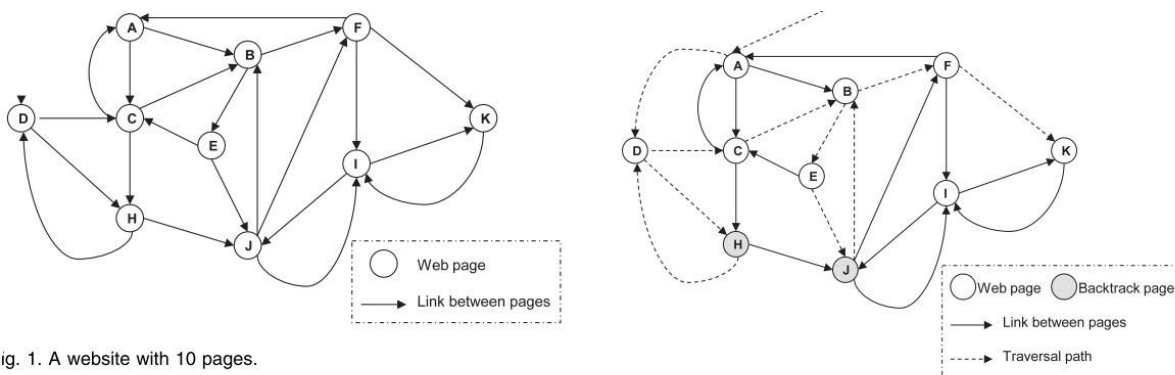 A
B
F
D
C
E
K
I
H
J
Web page
Link between pages
ig. 1. A website with 10 pages.
A
B
F
D
C
E
K
I
H
J
Web page
Backtrack page
Link between pages
Traversal path